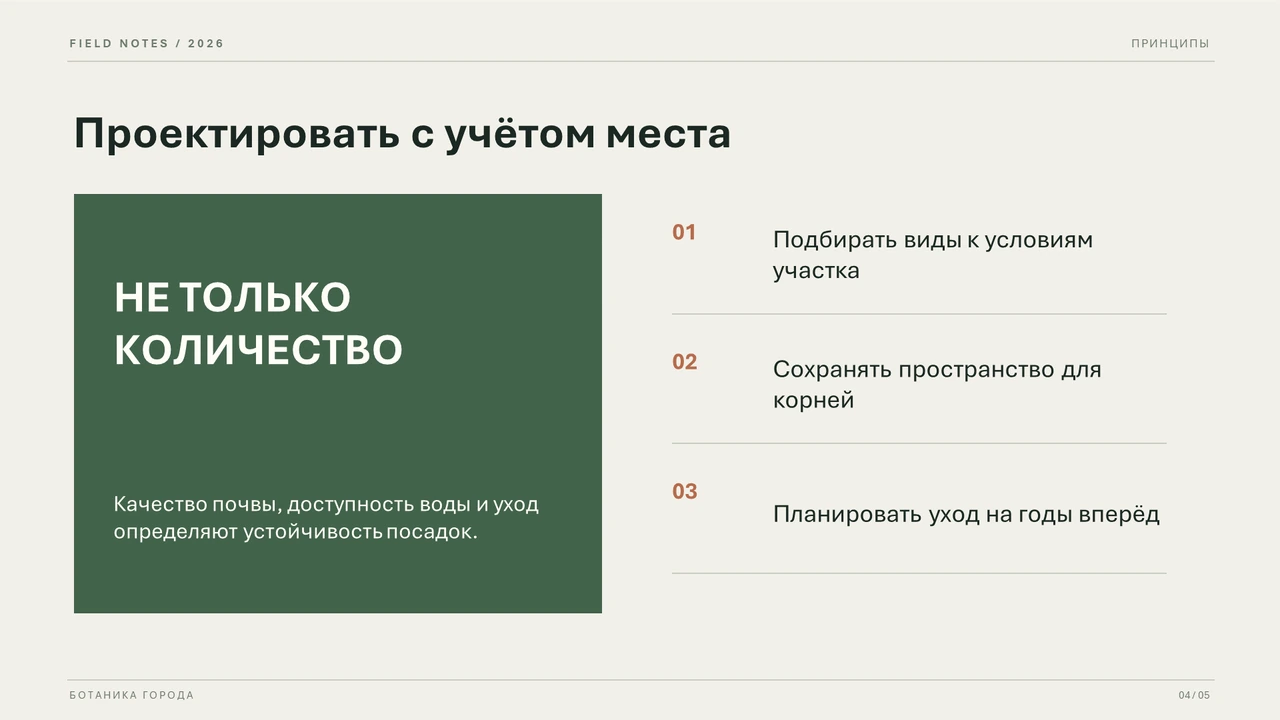 FIELD NOTES / 2026
ПРИНЦИПЫ
Проектировать с учётом места
НЕ ТОЛЬКО
КОЛИЧЕСТВО
Качество почвы, доступность воды и уход
определяют устойчивость посадок.
01
Подбирать виды к условиям
участка
02
Сохранять пространство для
корней
03
Планировать уход на годы вперёд
БОТАНИКА ГОРОДА
04/05